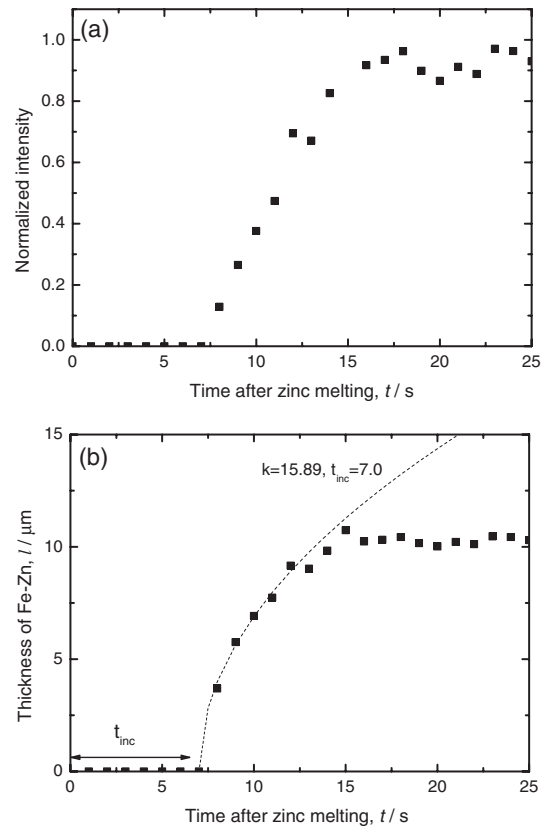 (a)
1.0
0.8
0.6
0.4
0.2
0.0
Normalized intensity
0 5 10 15 20 25
Time after zinc melting, t / s
(b)
k=15.89, t_inc=7.0
15
10
5
0
Thickness of Fe-Zn, l / μm
t_inc
0 5 10 15 20 25
Time after zinc melting, t / s